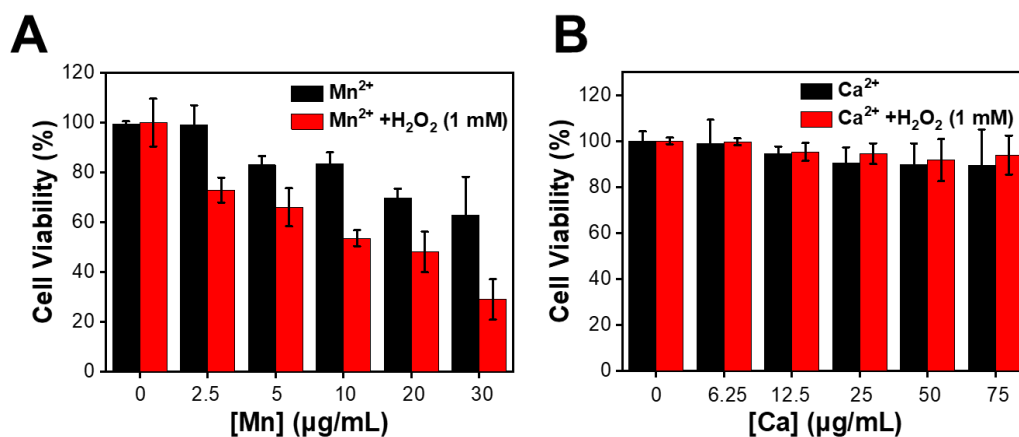 A
Cell Viability (%)
120
100
80
60
40
20
0
Mn²⁺
Mn²⁺ +H₂O₂ (1 mM)
0 2.5 5 10 20 30
[Mn] (µg/mL)
B
Cell Viability (%)
120
100
80
60
40
20
0
Ca²⁺
Ca²⁺ +H₂O₂ (1 mM)
0 6.25 12.5 25 50 75
[Ca] (µg/mL)